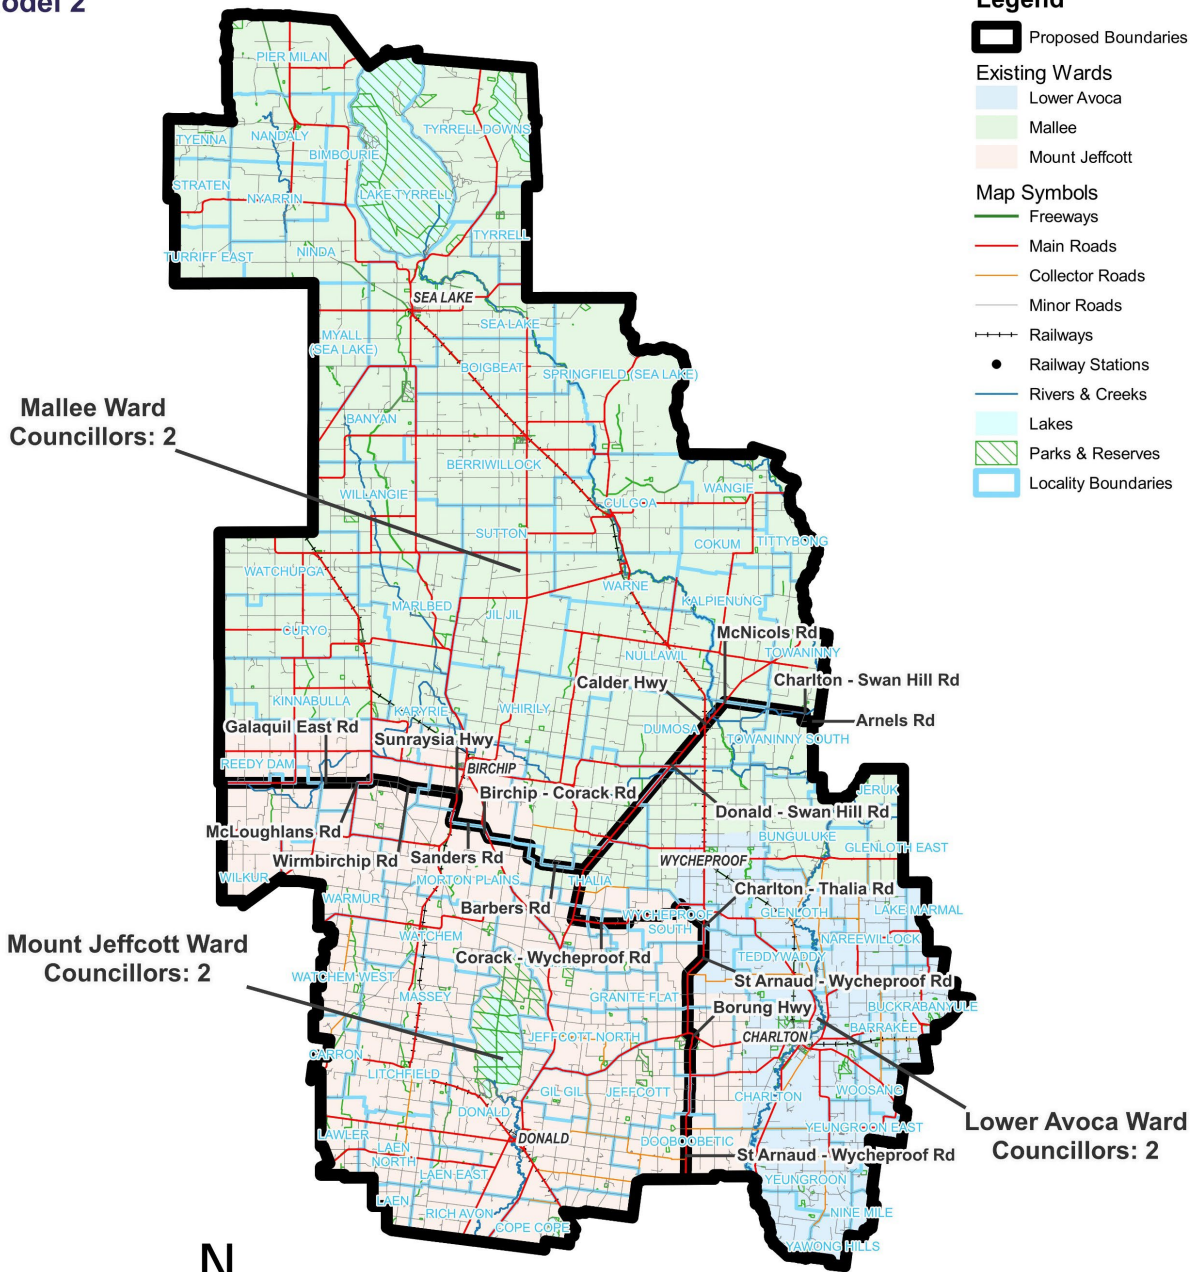 odel 2
Legend
Proposed Boundaries
Existing Wards
Lower Avoca
Mallee
Mount Jeffcott
Map Symbols
Freeways
Main Roads
Collector Roads
Minor Roads
Railways
Railway Stations
Rivers & Creeks
Lakes
Parks & Reserves
Locality Boundaries
PIER MILAN
TYENNA
NANDALY
BIMBOURIE
TYRRELL DOWNS
STRATEN
NYARRIN
LAKE TYRRELL
TYRRELL
TURRIFF EAST
NINDA
SEA LAKE
SEA LAKE
MYALL
(SEA LAKE)
BOIGBEAT
SPRINGFIELD (SEA LAKE)
Mallee Ward
Councillors: 2
BANYAN
BERRIWILLOCK
WILLANGIE
WANGIE
CULGOA
SUTTON
COKUM
TITTYBONG
WATCHUPGA
WARNE
MARLBED
JIL JIL
KALPIENUNG
CURYO
McNicols Rd
NULLAWIL
TOWANINNY
Calder Hwy
Charlton - Swan Hill Rd
KINNABULLA
KARYRIE
WHIRILY
Arnels Rd
Galaquil East Rd
DUMOSA
Sunraysia Hwy
TOWANINNY SOUTH
REEDY DAM
BIRCHIP
Birchip - Corack Rd
JERUK
Donald - Swan Hill Rd
McLoughlans Rd
BUNGULUKE
GLENLOTH EAST
Wirmbirchip Rd
Sanders Rd
WYCHEPROOF
WILKUR
MORTON PLAINS
THALIA
Charlton - Thalia Rd
WARMUR
Barbers Rd
WYCHEPROOF
SOUTH
GLENLOTH
LAKE MARMAL
WATCHEM
NAREEWILLOCK
Mount Jeffcott Ward
Councillors: 2
Corack - Wycheproof Rd
TEDDYWADDY
WATCHEM WEST
St Arnaud - Wycheproof Rd
MASSEY
GRANITE FLAT
Borung Hwy
BUCKRABANYULE
BARRAKEE
JEFFCOTT NORTH
CHARLTON
CARRON
LITCHFIELD
GIL GIL
JEFFCOTT
CHARLTON
WOOSANG
DONALD
Lower Avoca Ward
Councillors: 2
LAWLER
DONALD
DOOBOOBETIC
YEUNGROON EAST
LAEN
NORTH
St Arnaud - Wycheproof Rd
LAEN EAST
YEUNGROON
LAEN
RICH AVON
COPE COPE
NINE MILE
YAWONG HILLS
N